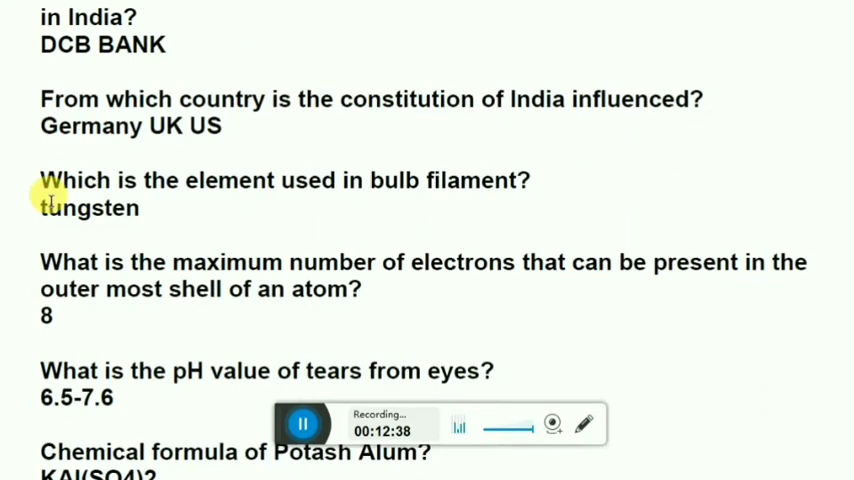 in India?
DCB BANK
From which country is the constitution of India influenced?
Germany UK US
Which is the element used in bulb filament?
tungsten
What is the maximum number of electrons that can be present in the
outer most shell of an atom?
8
What is the pH value of tears from eyes?
6.5-7.6
Recording...
00:12:38
Chemical formula of Potash Alum?
KAl(SO4)2